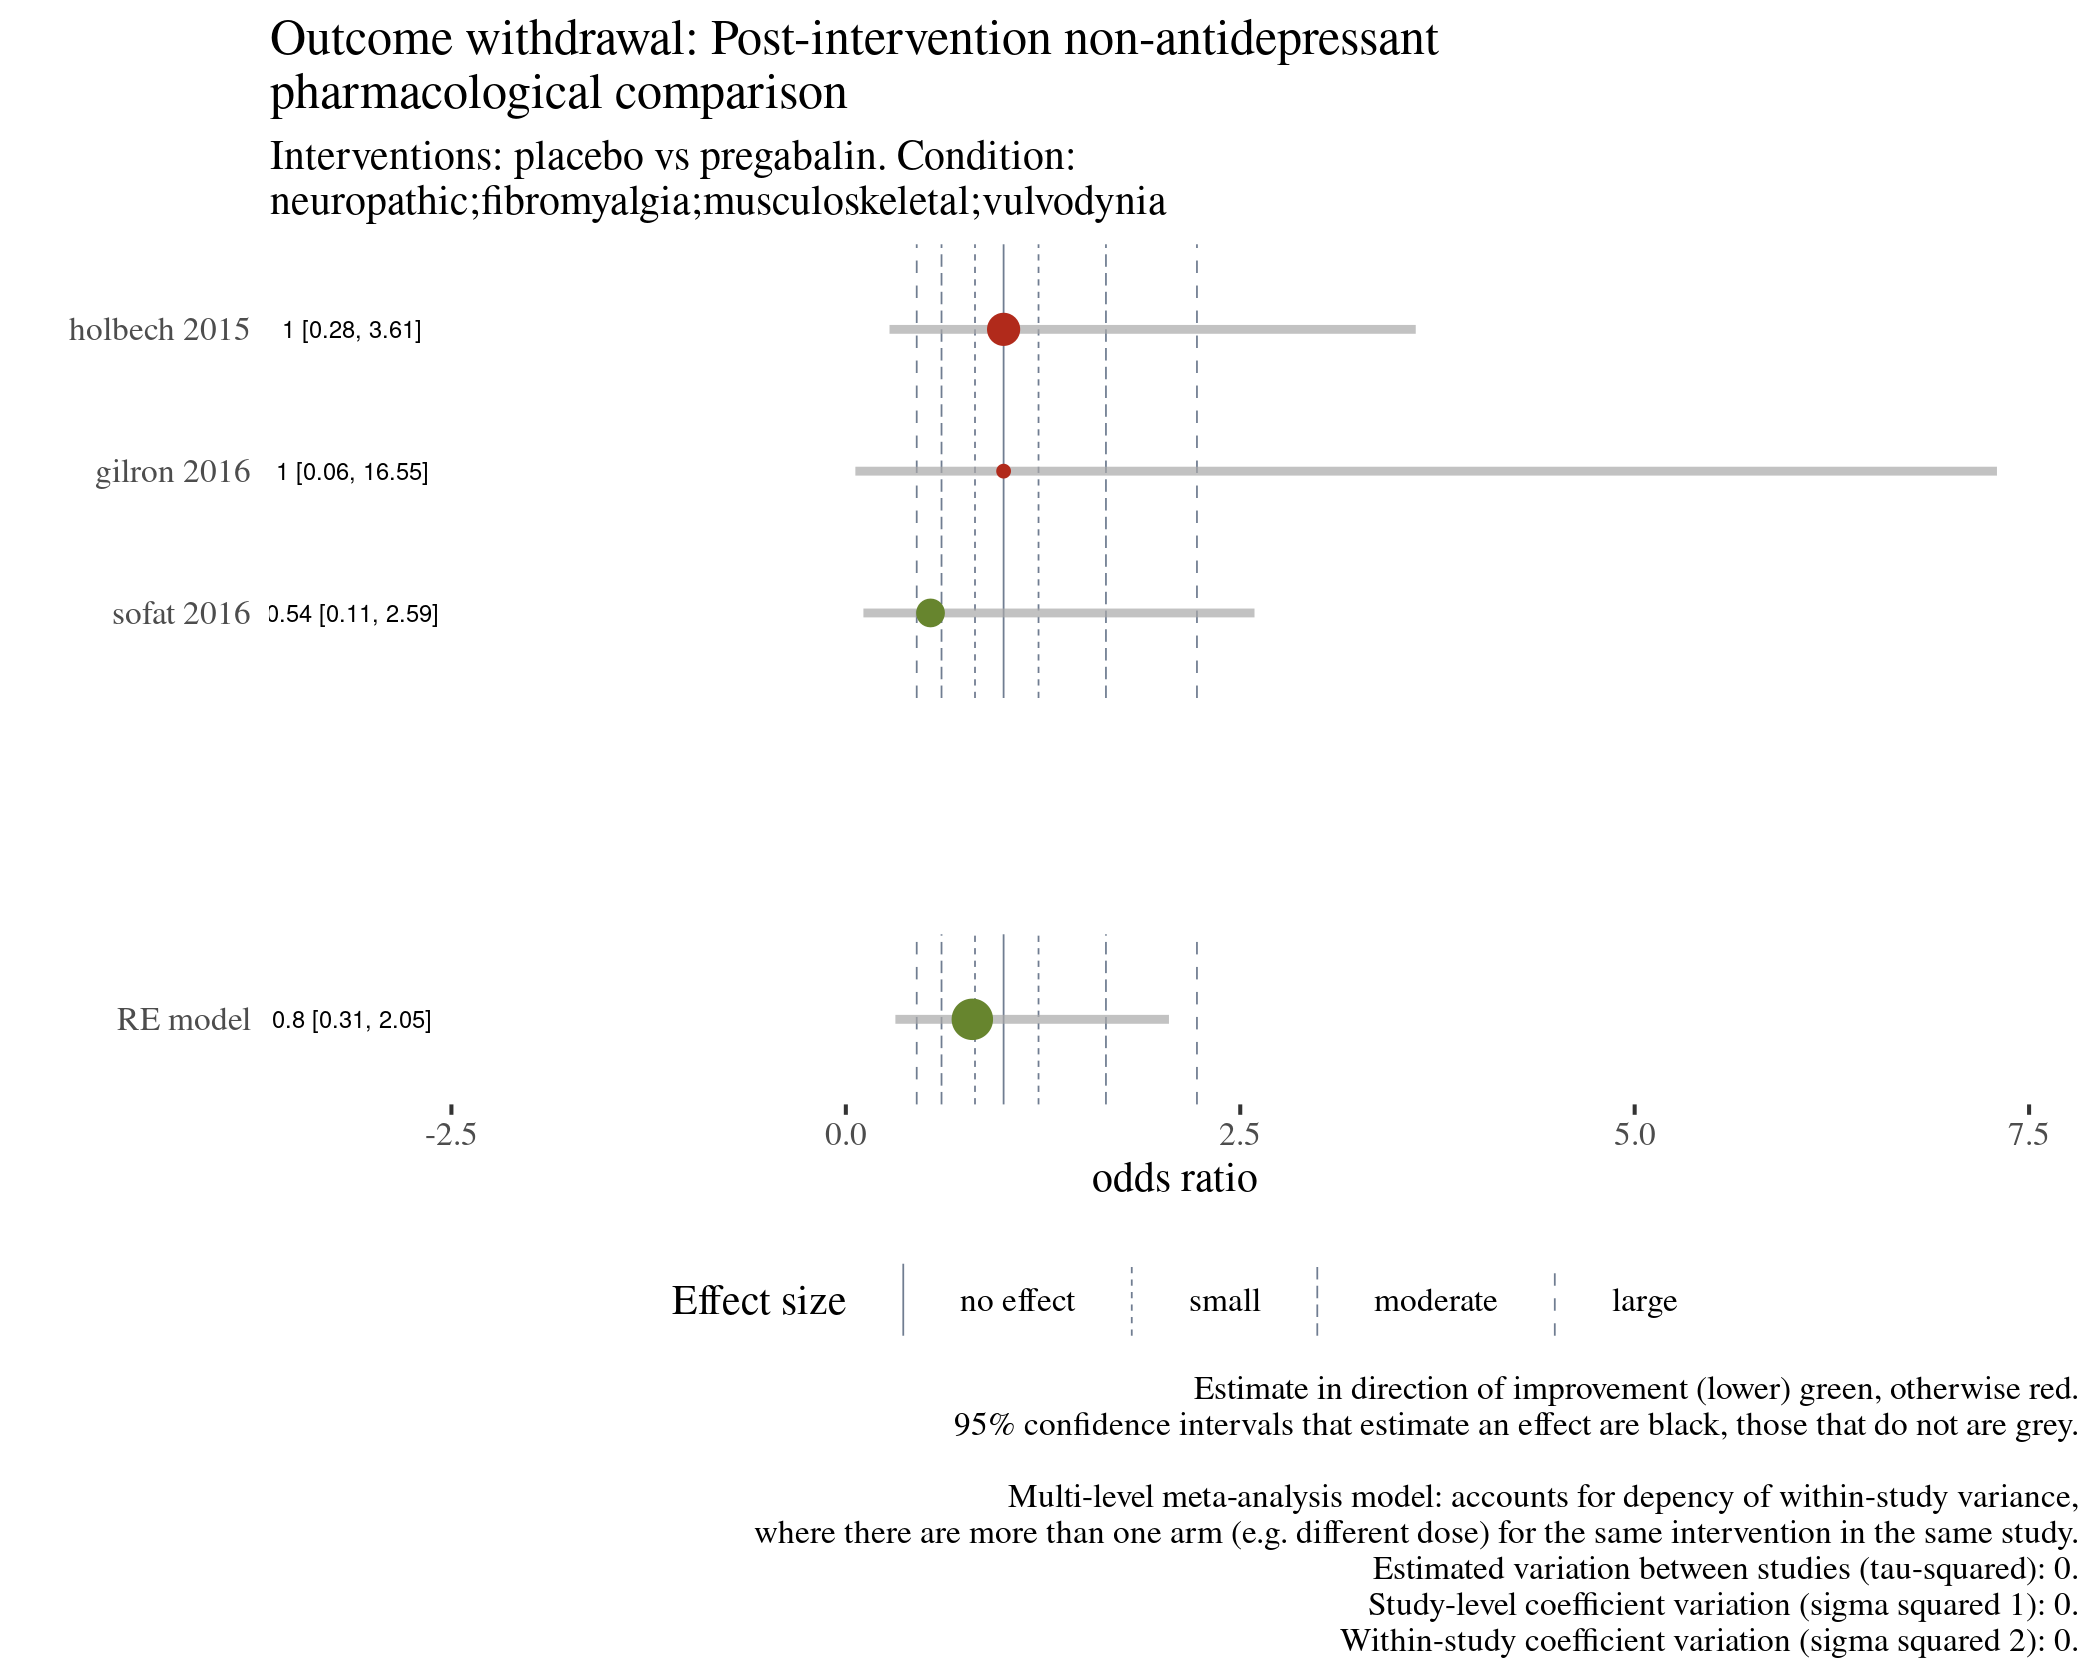 Outcome withdrawal: Post-intervention non-antidepressant
pharmacological comparison
Interventions: placebo vs pregabalin. Condition:
neuropathic;fibromyalgia;musculoskeletal;vulvodynia
holbech 2015 1 [0.28, 3.61]
gilron 2016 1 [0.06, 16.55]
sofat 2016 0.54 [0.11, 2.59]
RE model 0.8 [0.31, 2.05]
-2.5 0.0 2.5 5.0 7.5
odds ratio
Effect size no effect small moderate large
Estimate in direction of improvement (lower) green, otherwise red.
95% confidence intervals that estimate an effect are black, those that do not are grey.
Multi-level meta-analysis model: accounts for depency of within-study variance,
where there are more than one arm (e.g. different dose) for the same intervention in the same study.
Estimated variation between studies (tau-squared): 0.
Study-level coefficient variation (sigma squared 1): 0.
Within-study coefficient variation (sigma squared 2): 0.